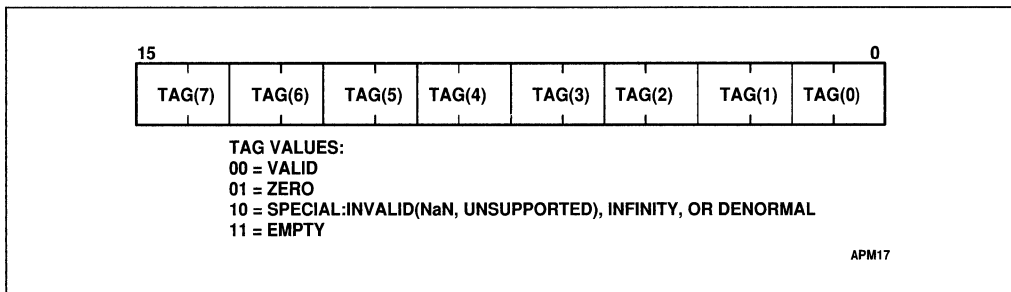 15 0
TAG(7) TAG(6) TAG(5) TAG(4) TAG(3) TAG(2) TAG(1) TAG(0)
TAG VALUES:
00 = VALID
01 = ZERO
10 = SPECIAL:INVALID(NaN, UNSUPPORTED), INFINITY, OR DENORMAL
11 = EMPTY
APM17